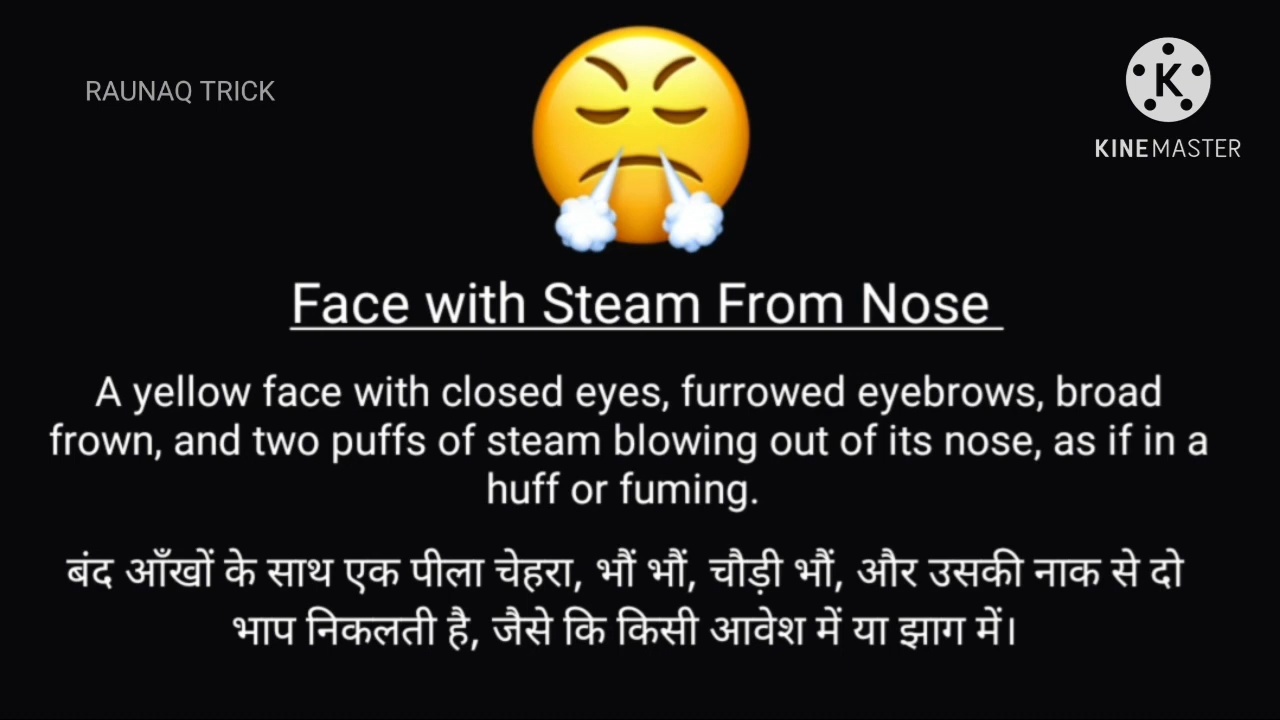 RAUNAQ TRICK
K
KINEMASTER
Face with Steam From Nose
A yellow face with closed eyes, furrowed eyebrows, broad
frown, and two puffs of steam blowing out of its nose, as if in a
huff or fuming.
बंद आँखों के साथ एक पीला चेहरा, भौं भौं, चौड़ी भौं, और उसकी नाक से दो
भाप निकलती है, जैसे कि किसी आवेश में या झाग में।